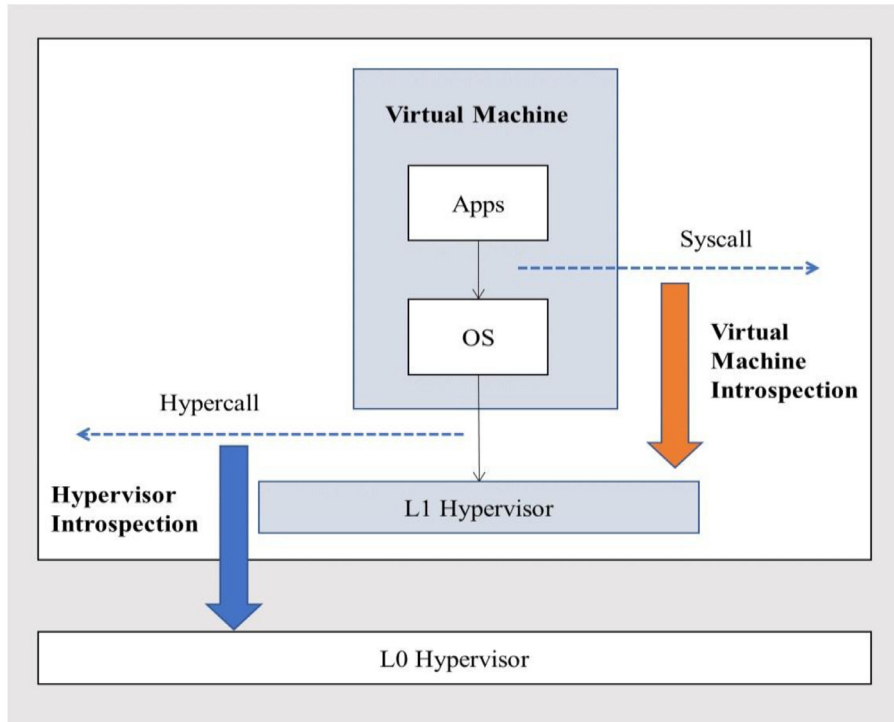 Virtual Machine
Apps
Syscall
OS
Virtual
Machine
Introspection
Hypercall
Hypervisor
Introspection
L1 Hypervisor
L0 Hypervisor